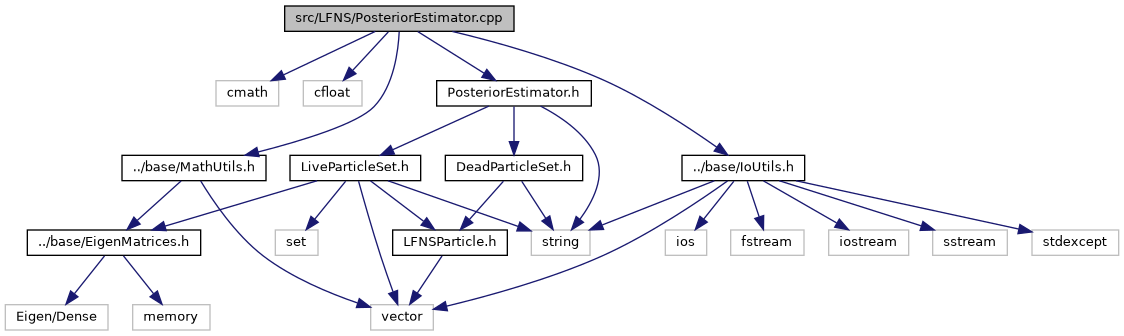 src/LFNS/PosteriorEstimator.cpp
cmath
cfloat
PosteriorEstimator.h
../base/MathUtils.h
LiveParticleSet.h
DeadParticleSet.h
../base/IoUtils.h
../base/EigenMatrices.h
set
LFNSParticle.h
string
ios
fstream
iostream
sstream
stdexcept
Eigen/Dense
memory
vector